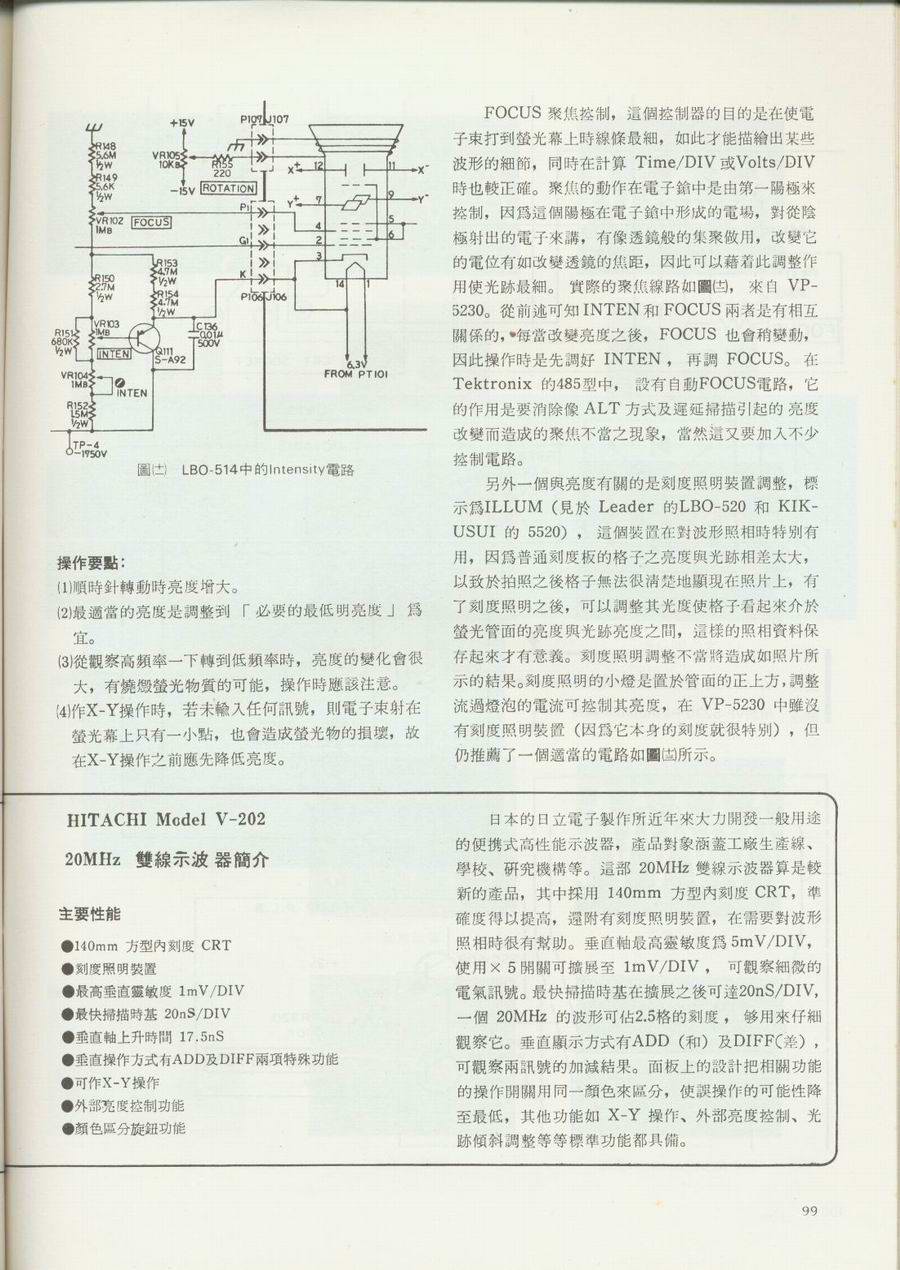 +15V
P107 J107
R148
5.6M
½W
R149
5.6K
½W
VR105
10KB
R155
220
-15V
ROTATION
X+
12
11
X-
Y+
7
9
Y-
VR102
1MB
FOCUS
P1
4
5
G1
2
6
3
K
14
1
P106 J106
R150
2.7M
½W
R153
4.7M
½W
R154
4.7M
½W
C136
0.01μ
500V
R151
680K
½W
VR103
1MB
INTEN
Q111
S-A92
6.3V
FROM PT101
VR104
1MB
INTEN
R152
1.5M
½W
TP-4
-1950V
圖㈩ LBO-514中的Intensity電路
操作要點:
⑴順時針轉動時亮度增大。
⑵最適當的亮度是調整到「必要的最低明亮度」爲
宜。
⑶從觀察高頻率一下轉到低頻率時，亮度的變化會很
大，有燒燬螢光物質的可能，操作時應該注意。
⑷作X-Y操作時，若未輸入任何訊號，則電子束射在
螢光幕上只有一小點，也會造成螢光物的損壞，故
在X-Y操作之前應先降低亮度。
FOCUS 聚焦控制，這個控制器的目的是在使電
子束打到螢光幕上時線條最細，如此才能描繪出某些
波形的細節，同時在計算 Time/DIV 或Volts/DIV
時也較正確。聚焦的動作在電子鎗中是由第一陽極來
控制，因爲這個陽極在電子鎗中形成的電場，對從陰
極射出的電子來講，有像透鏡般的集聚做用，改變它
的電位有如改變透鏡的焦距，因此可以藉着此調整作
用使光跡最細。 實際的聚焦線路如圖，來自 VP-
5230。從前述可知 INTEN 和 FOCUS 兩者是有相互
關係的，每當改變亮度之後，FOCUS 也會稍變動，
因此操作時是先調好 INTEN ，再調 FOCUS。 在
Tektronix 的485型中， 設有自動FOCUS電路，它
的作用是要消除像 ALT 方式及遲延掃描引起的 亮度
改變而造成的聚焦不當之現象，當然這又要加入不少
控制電路。
另外一個與亮度有關的是刻度照明裝置調整，標
示爲ILLUM (見於 Leader 的LBO-520 和 KIK-
USUI 的 5520) ， 這個裝置在對波形照相時特別有
用，因爲普通刻度板的格子之亮度與光跡相差太大，
以致於拍照之後格子無法很清楚地顯現在照片上，有
了刻度照明之後，可以調整其光度使格子看起來介於
螢光管面的亮度與光跡亮度之間，這樣的照相資料保
存起來才有意義。刻度照明調整不當將造成如照片所
示的結果。刻度照明的小燈是置於管面的正上方，調整
流過燈泡的電流可控制其亮度，在 VP-5230 中雖沒
有刻度照明裝置（因爲它本身的刻度就很特別），但
仍推薦了一個適當的電路如圖所示。
HITACHI Model V-202
20MHz 雙線示波器簡介
主要性能
●140mm 方型內刻度 CRT
●刻度照明裝置
●最高垂直靈敏度 1mV/DIV
●最快掃描時基 20nS/DIV
●垂直軸上升時間 17.5nS
●垂直操作方式有ADD及DIFF兩項特殊功能
●可作X-Y操作
●外部亮度控制功能
●顏色區分旋鈕功能
日本的日立電子製作所近年來大力開發一般用途
的便携式高性能示波器，產品對象涵蓋工廠生產線、
學校、研究機構等。這部 20MHz 雙線示波器算是較
新的產品，其中採用 140mm 方型內刻度 CRT，準
確度得以提高，還附有刻度照明裝置，在需要對波形
照相時很有幫助。垂直軸最高靈敏度爲 5mV/DIV，
使用×5開關可擴展至 1mV/DIV ， 可觀察細微的
電氣訊號。最快掃描時基在擴展之後可達20nS/DIV，
一個 20MHz 的波形可佔2.5格的刻度，够用來仔細
觀察它。垂直顯示方式有ADD（和）及DIFF(差)，
可觀察兩訊號的加減結果。面板上的設計把相關功能
的操作開關用同一顏色來區分，使誤操作的可能性降
至最低，其他功能如 X-Y 操作、外部亮度控制、光
跡傾斜調整等等標準功能都具備。
99